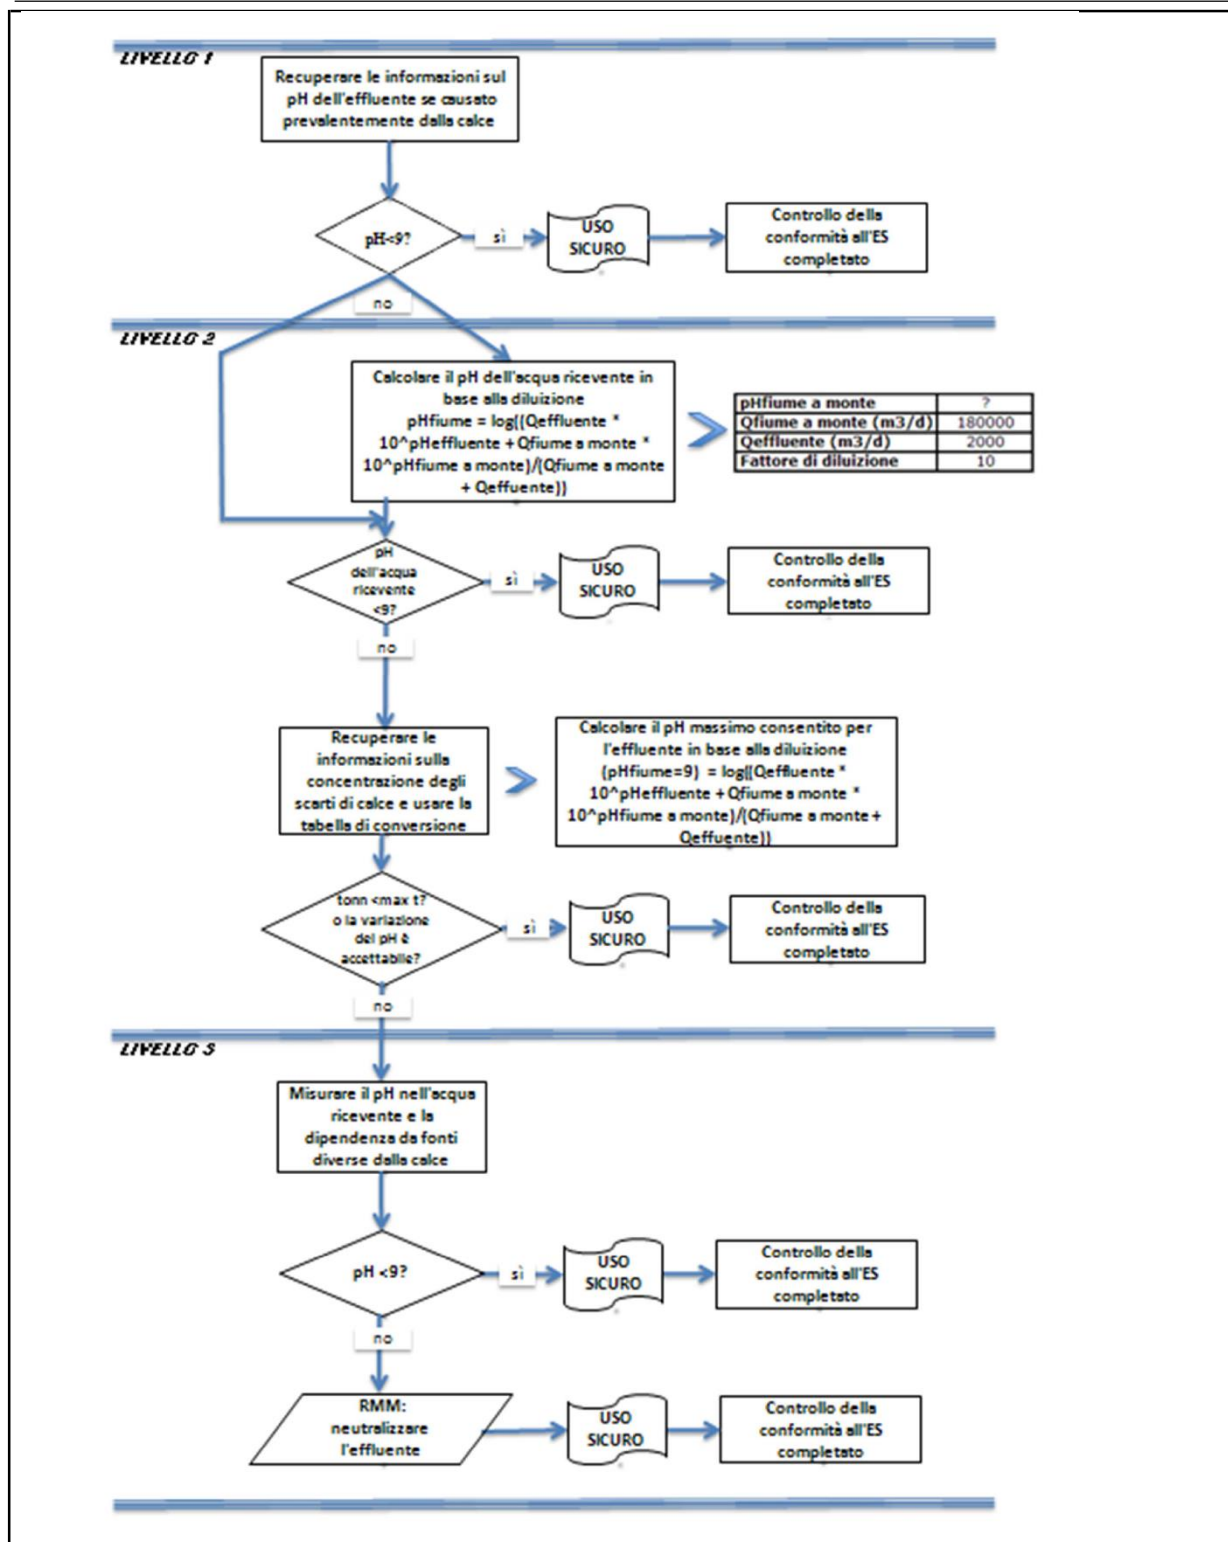 LIVELLO 1
Recuperare le informazioni sul
pH dell'effluente se causato
prevalentemente dalla calce
pH<9?
sì
USO
SICURO
Controllo della
conformità all'ES
completato
no
LIVELLO 2
Calcolare il pH dell'acqua ricevente in
base alla diluizione
pHfiume = log((Qeffluente *
10^pHeffluente + Qfiume a monte *
10^pHfiume a monte)/(Qfiume a monte
+ Qeffuente))
pHfiume a monte ?
Qfiume a monte (m3/d) 180000
Qeffluente (m3/d) 2000
Fattore di diluizione 10
pH
dell'acqua
ricevente
<9?
sì
USO
SICURO
Controllo della
conformità all'ES
completato
no
Recuperare le
informazioni sulla
concentrazione degli
scarti di calce e usare la
tabella di conversione
Calcolare il pH massimo consentito per
l'effluente in base alla diluizione
(pHfiume=9) = log((Qeffluente *
10^pHeffluente + Qfiume a monte *
10^pHfiume a monte)/(Qfiume a monte +
Qeffuente))
tonn <max t?
o la variazione
del pH è
accettabile?
sì
USO
SICURO
Controllo della
conformità all'ES
completato
no
LIVELLO 3
Misurare il pH nell'acqua
ricevente e la
dipendenza da fonti
diverse dalla calce
pH <9?
sì
USO
SICURO
Controllo della
conformità all'ES
completato
no
RMM:
neutralizzare
l'effluente
USO
SICURO
Controllo della
conformità all'ES
completato